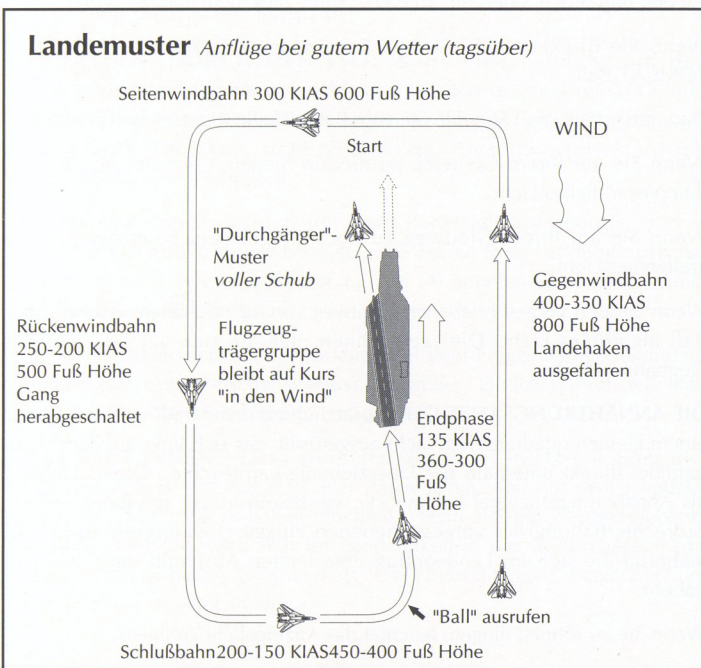 Landemuster Anflüge bei gutem Wetter (tagsüber)
Seitenwindbahn 300 KIAS 600 Fuß Höhe
Start
WIND
"Durchgänger"-
Muster
voller Schub
Gegenwindbahn
400-350 KIAS
800 Fuß Höhe
Landehaken
ausgefahren
Rückenwindbahn
250-200 KIAS
500 Fuß Höhe
Gang
herabgeschaltet
Flugzeug-
trägergruppe
bleibt auf Kurs
"in den Wind"
Endphase
135 KIAS
360-300
Fuß
Höhe
"Ball" ausrufen
Schlußbahn200-150 KIAS450-400 Fuß Höhe